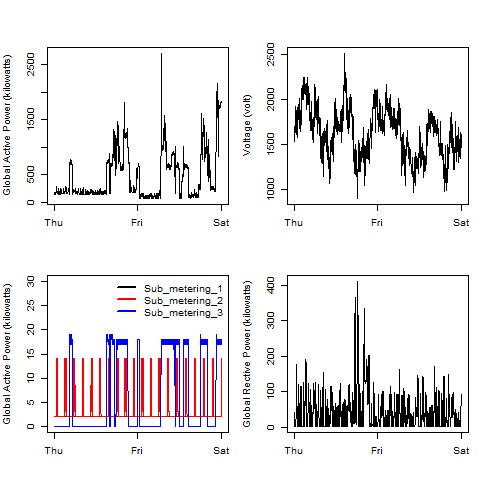 Global Active Power (kilowatts)
0
500
1500
2500
Thu
Fri
Sat
Voltage (volt)
1000
1500
2000
2500
Thu
Fri
Sat
Global Active Power (kilowatts)
0
5
10
15
20
25
30
Sub_metering_1
Sub_metering_2
Sub_metering_3
Thu
Fri
Sat
Global Rective Power (kilowatts)
0
100
200
300
400
Thu
Fri
Sat